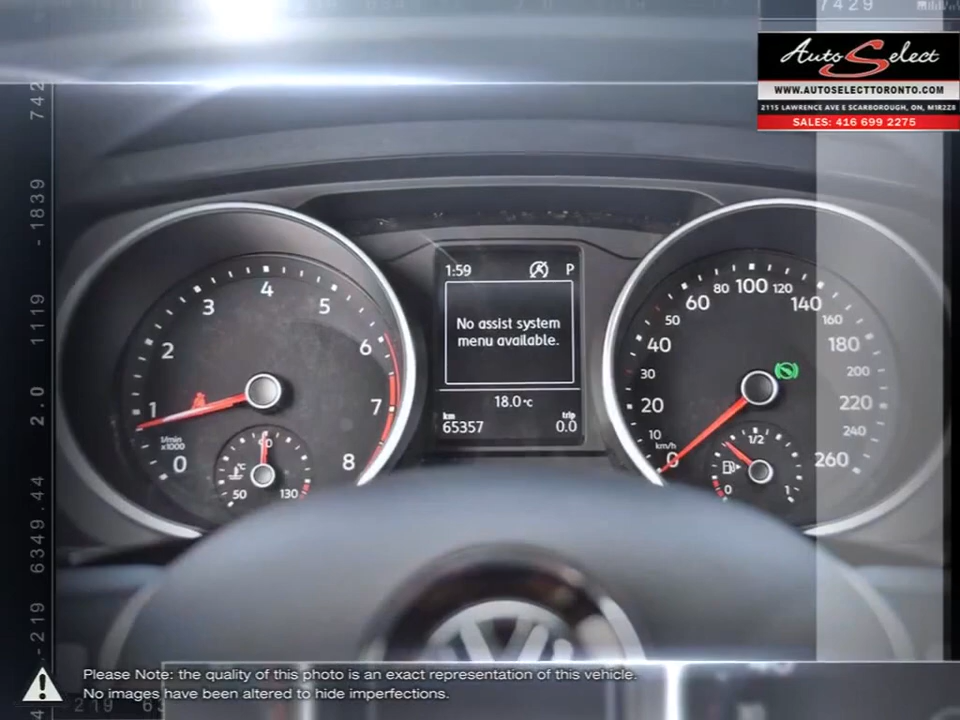 7429
AutoSelect
WWW.AUTOSELECTTORONTO.COM
2115 LAWRENCE AVE E SCARBOROUGH, ON, M1R2Z8
SALES: 416 699 2275
742
- 1839
1119
2.0
6349.44
-219
1:59 P
No assist system
menu available.
18.0°C
km trip
65357 0.0
0 1 2 3 4 5 6 7 8
1/min
x1000
°C
50 90 130
0 10 20 30 40 50 60 80 100 120 140 160 180 200 220 240 260
km/h
0 1/2 1
Please Note: the quality of this photo is an exact representation of this vehicle.
No images have been altered to hide imperfections.
-219